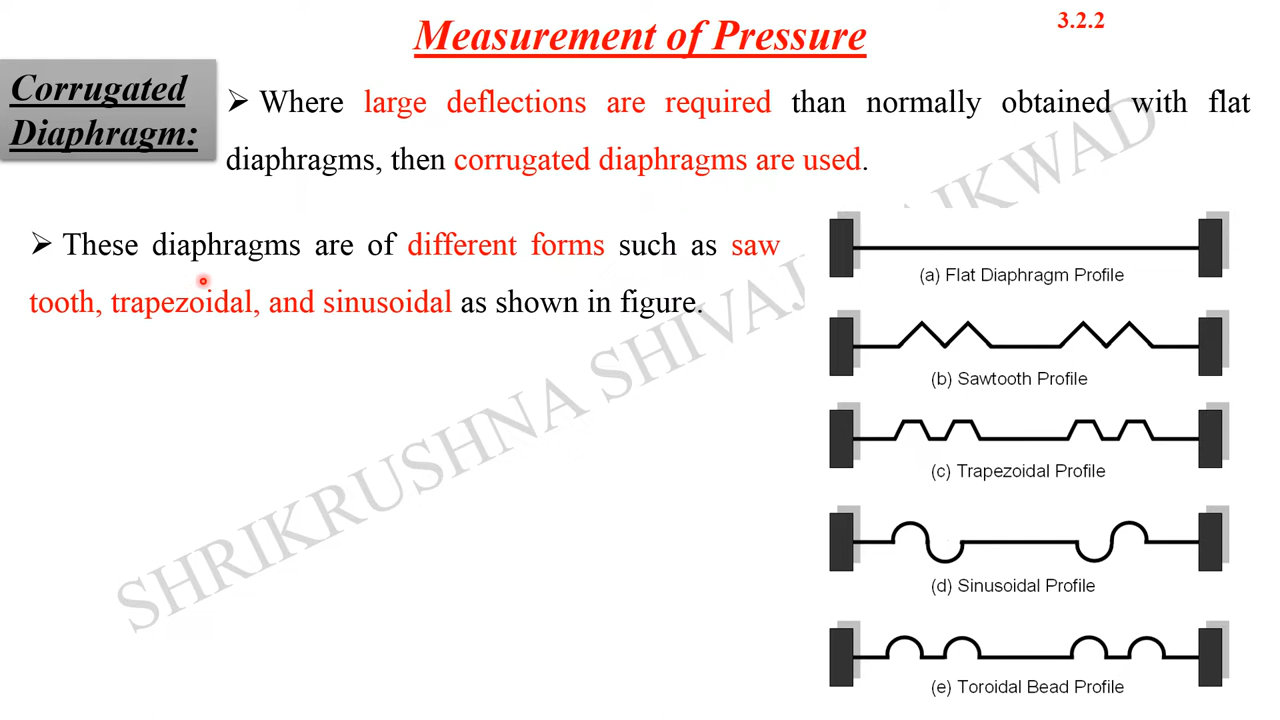 Measurement of Pressure
3.2.2
Corrugated
Diaphragm:
➢ Where large deflections are required than normally obtained with flat
diaphragms, then corrugated diaphragms are used.
➢ These diaphragms are of different forms such as saw
tooth, trapezoidal, and sinusoidal as shown in figure.
(a) Flat Diaphragm Profile
(b) Sawtooth Profile
(c) Trapezoidal Profile
(d) Sinusoidal Profile
(e) Toroidal Bead Profile
SHRIKRUSHNA